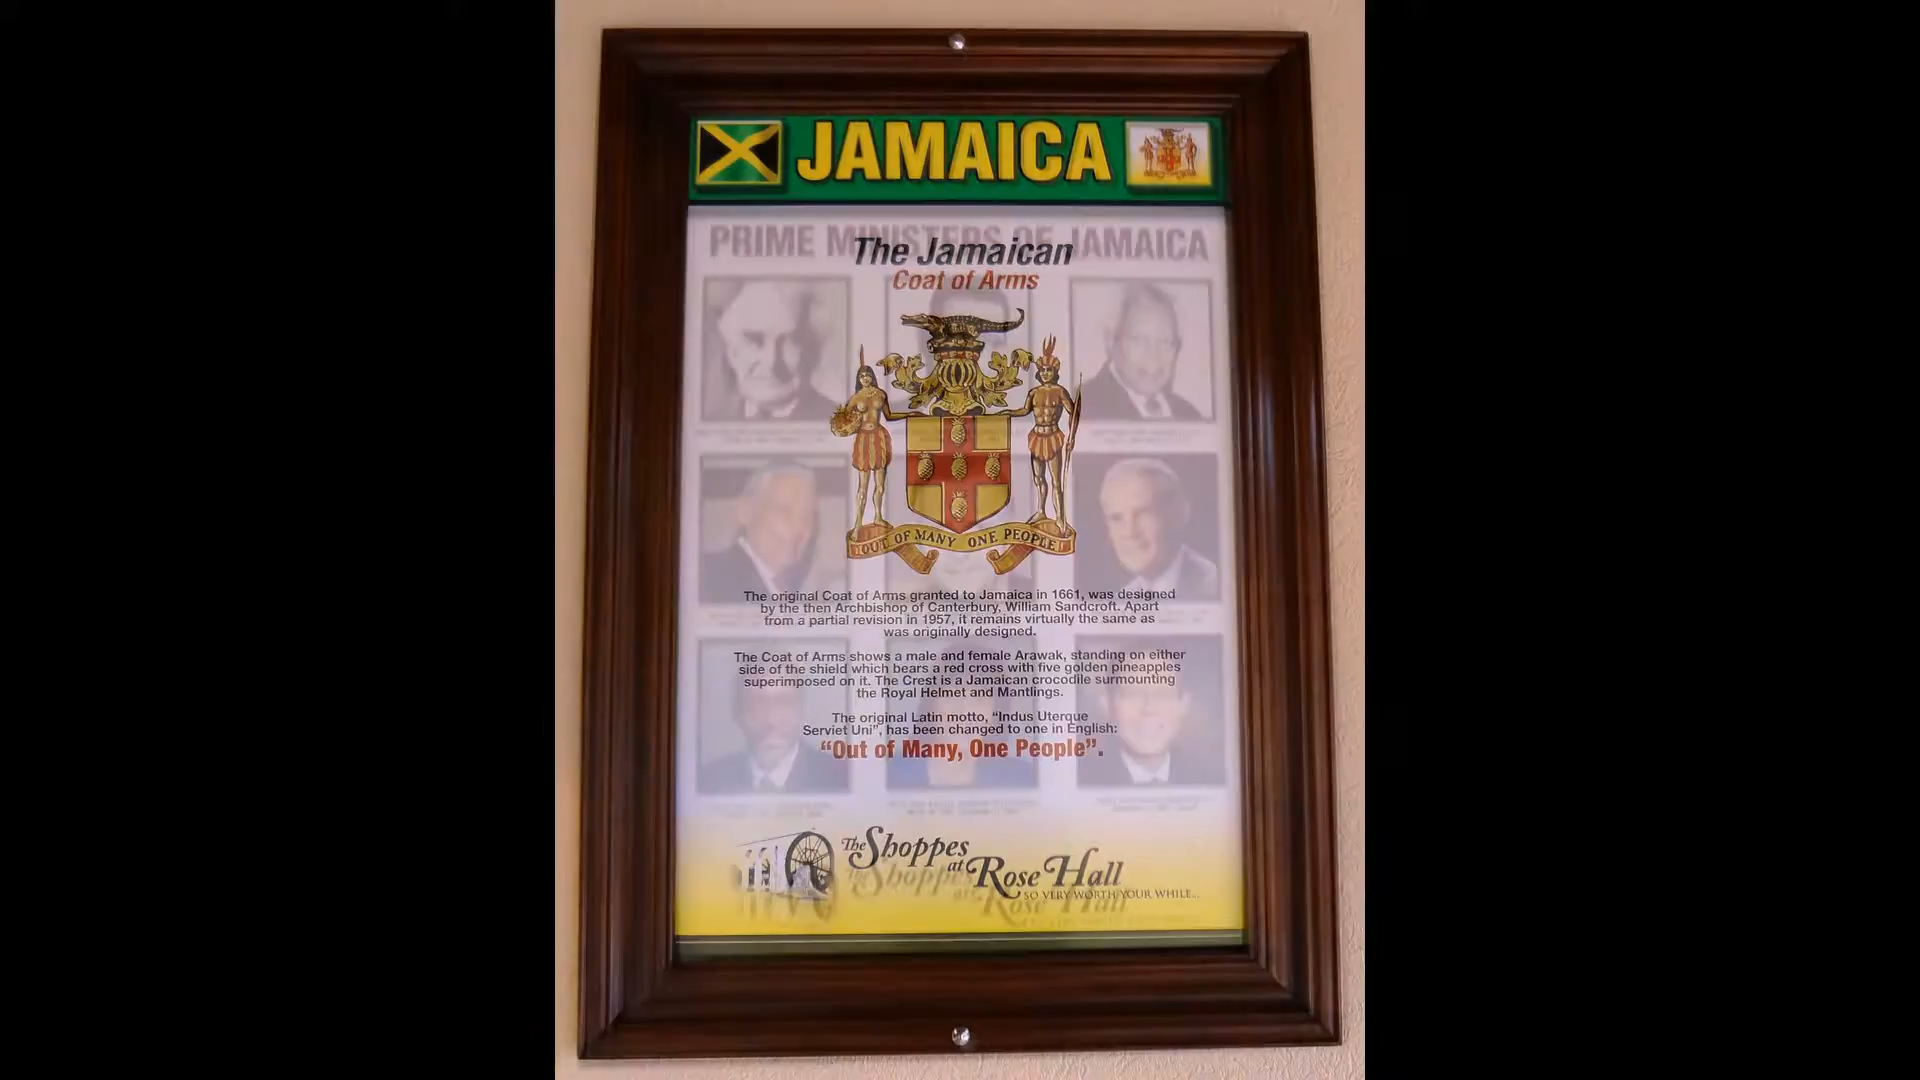 JAMAICA
PRIME MINISTERS OF JAMAICA
The Jamaican
Coat of Arms
OUT OF MANY ONE PEOPLE
The original Coat of Arms granted to Jamaica in 1661, was designed
by the then Archbishop of Canterbury, William Sandcroft. Apart
from a partial revision in 1957, it remains virtually the same as
was originally designed.
The Coat of Arms shows a male and female Arawak, standing on either
side of the shield which bears a red cross with five golden pineapples
superimposed on it. The Crest is a Jamaican crocodile surmounting
the Royal Helmet and Mantlings.
The original Latin motto, “Indus Uterque
Serviet Uni”, has been changed to one in English:
“Out of Many, One People”.
The Shoppes
at Rose Hall
SO VERY WORTH YOUR WHILE...